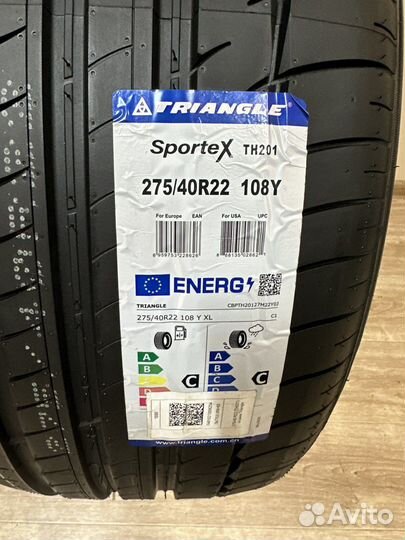 TRIANGLE
SporteX TH201
275/40R22 108Y
For Europe EAN For USA UPC
ENERG
TRIANGLE CBPTH20127M22YEJ
275/40R22 108 Y XL C1
A A
B B
C C C C
D D
E
www.triangle.com.cn
Avito